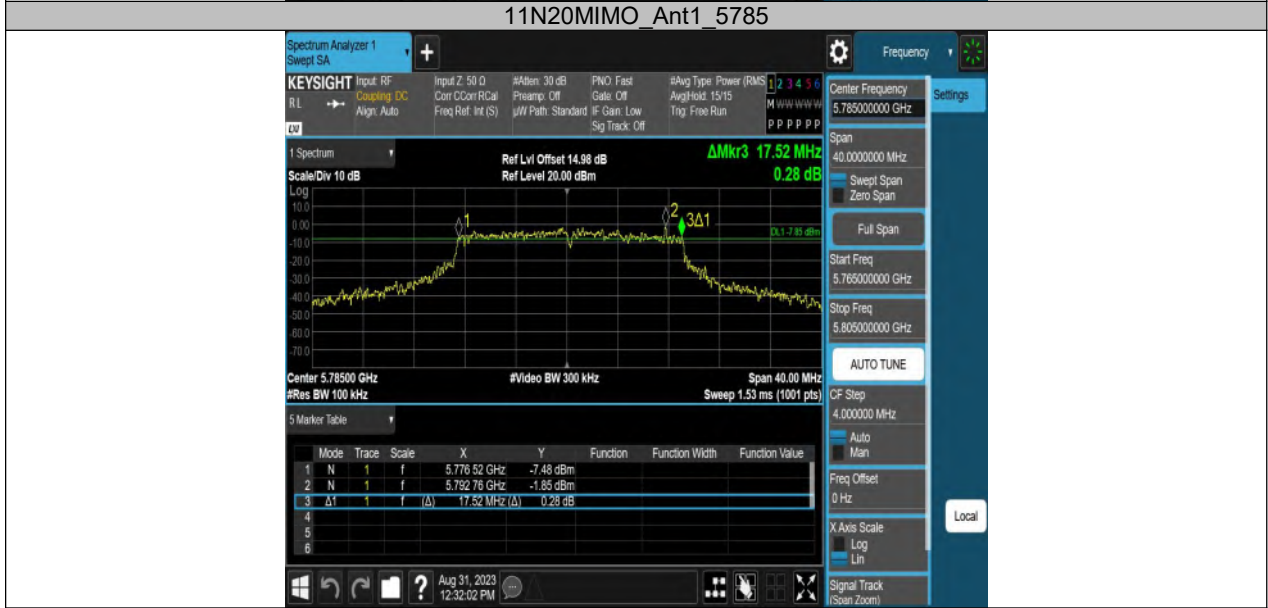 11N20MIMO_Ant1_5785
Spectrum Analyzer 1
Swept SA
+
Frequency
KEYSIGHT
RL
LXI
Input: RF
Coupling: DC
Align: Auto
Input Z: 50 Ω
Corr CCorr RCal
Freq Ref: Int (S)
#Atten: 30 dB
Preamp: Off
µW Path: Standard
PNO: Fast
Gate: Off
IF Gain: Low
Sig Track: Off
#Avg Type: Power (RMS
Avg|Hold: 15/15
Trig: Free Run
1 2 3 4 5 6
M W W W W W
P P P P P P
Center Frequency
5.785000000 GHz
Settings
1 Spectrum
Scale/Div 10 dB
Ref Lvl Offset 14.98 dB
Ref Level 20.00 dBm
ΔMkr3 17.52 MHz
0.28 dB
Log
10.0
0.00
-10.0
-20.0
-30.0
-40.0
-50.0
-60.0
-70.0
1
2
3Δ1
DL1 -7.85 dBm
Center 5.78500 GHz
#Res BW 100 kHz
#Video BW 300 kHz
Span 40.00 MHz
Sweep 1.53 ms (1001 pts)
Span
40.0000000 MHz
Swept Span
Zero Span
Full Span
Start Freq
5.765000000 GHz
Stop Freq
5.805000000 GHz
AUTO TUNE
CF Step
4.000000 MHz
Auto
Man
Freq Offset
0 Hz
X Axis Scale
Log
Lin
Signal Track
(Span Zoom)
Local
5 Marker Table
Mode Trace Scale X Y Function Function Width Function Value
1 N 1 f 5.776 52 GHz -7.48 dBm
2 N 1 f 5.792 76 GHz -1.85 dBm
3 Δ1 1 f (Δ) 17.52 MHz (Δ) 0.28 dB
4
5
6
?
Aug 31, 2023
12:32:02 PM